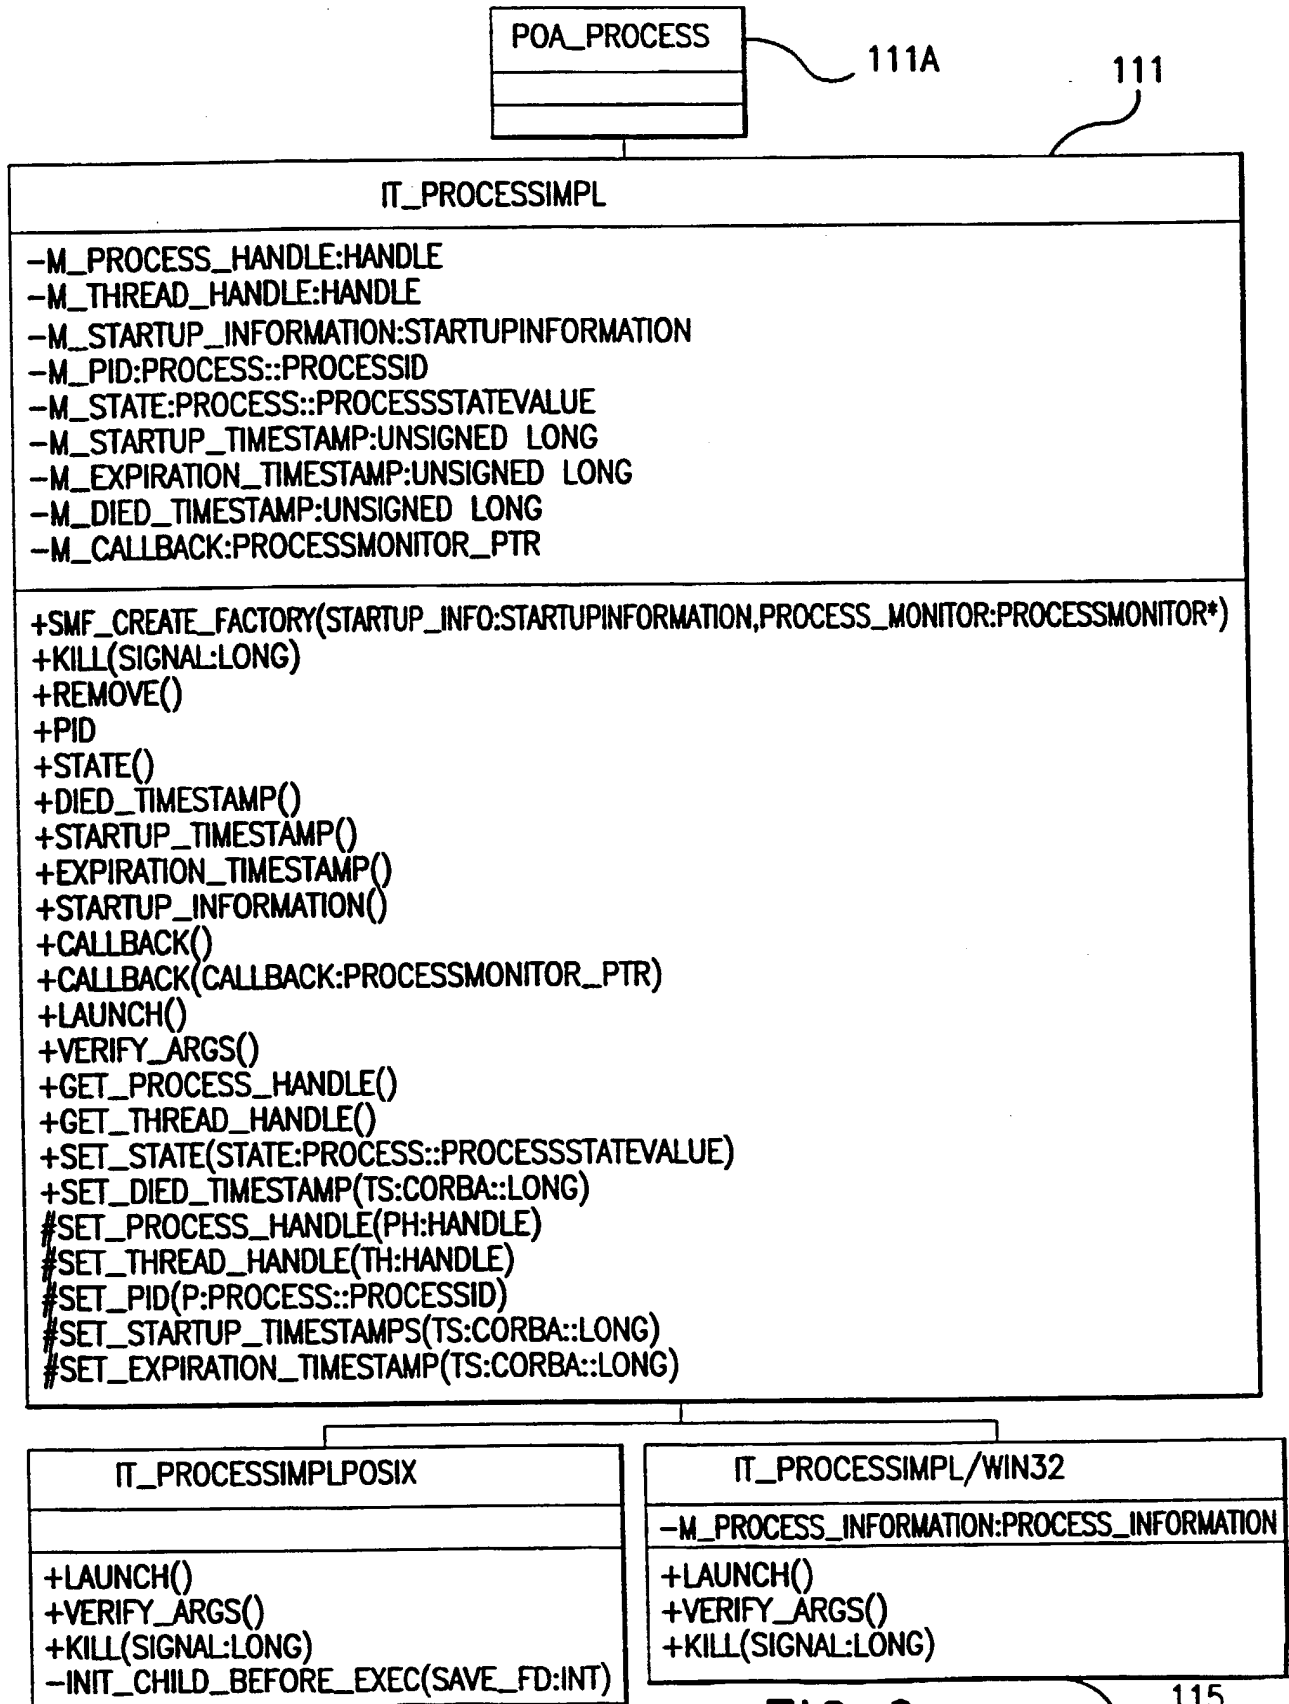 POA_PROCESS
111A
111
IT_PROCESSIMPL
-M_PROCESS_HANDLE:HANDLE
-M_THREAD_HANDLE:HANDLE
-M_STARTUP_INFORMATION:STARTUPINFORMATION
-M_PID:PROCESS::PROCESSID
-M_STATE:PROCESS::PROCESSSTATEVALUE
-M_STARTUP_TIMESTAMP:UNSIGNED LONG
-M_EXPIRATION_TIMESTAMP:UNSIGNED LONG
-M_DIED_TIMESTAMP:UNSIGNED LONG
-M_CALLBACK:PROCESSMONITOR_PTR
+SMF_CREATE_FACTORY(STARTUP_INFO:STARTUPINFORMATION,PROCESS_MONITOR:PROCESSMONITOR*)
+KILL(SIGNAL:LONG)
+REMOVE()
+PID
+STATE()
+DIED_TIMESTAMP()
+STARTUP_TIMESTAMP()
+EXPIRATION_TIMESTAMP()
+STARTUP_INFORMATION()
+CALLBACK()
+CALLBACK(CALLBACK:PROCESSMONITOR_PTR)
+LAUNCH()
+VERIFY_ARGS()
+GET_PROCESS_HANDLE()
+GET_THREAD_HANDLE()
+SET_STATE(STATE:PROCESS::PROCESSSTATEVALUE)
+SET_DIED_TIMESTAMP(TS:CORBA::LONG)
#SET_PROCESS_HANDLE(PH:HANDLE)
#SET_THREAD_HANDLE(TH:HANDLE)
#SET_PID(P:PROCESS::PROCESSID)
#SET_STARTUP_TIMESTAMPS(TS:CORBA::LONG)
#SET_EXPIRATION_TIMESTAMP(TS:CORBA::LONG)
IT_PROCESSIMPLPOSIX
+LAUNCH()
+VERIFY_ARGS()
+KILL(SIGNAL:LONG)
-INIT_CHILD_BEFORE_EXEC(SAVE_FD:INT)
IT_PROCESSIMPL/WIN32
-M_PROCESS_INFORMATION:PROCESS_INFORMATION
+LAUNCH()
+VERIFY_ARGS()
+KILL(SIGNAL:LONG)
115